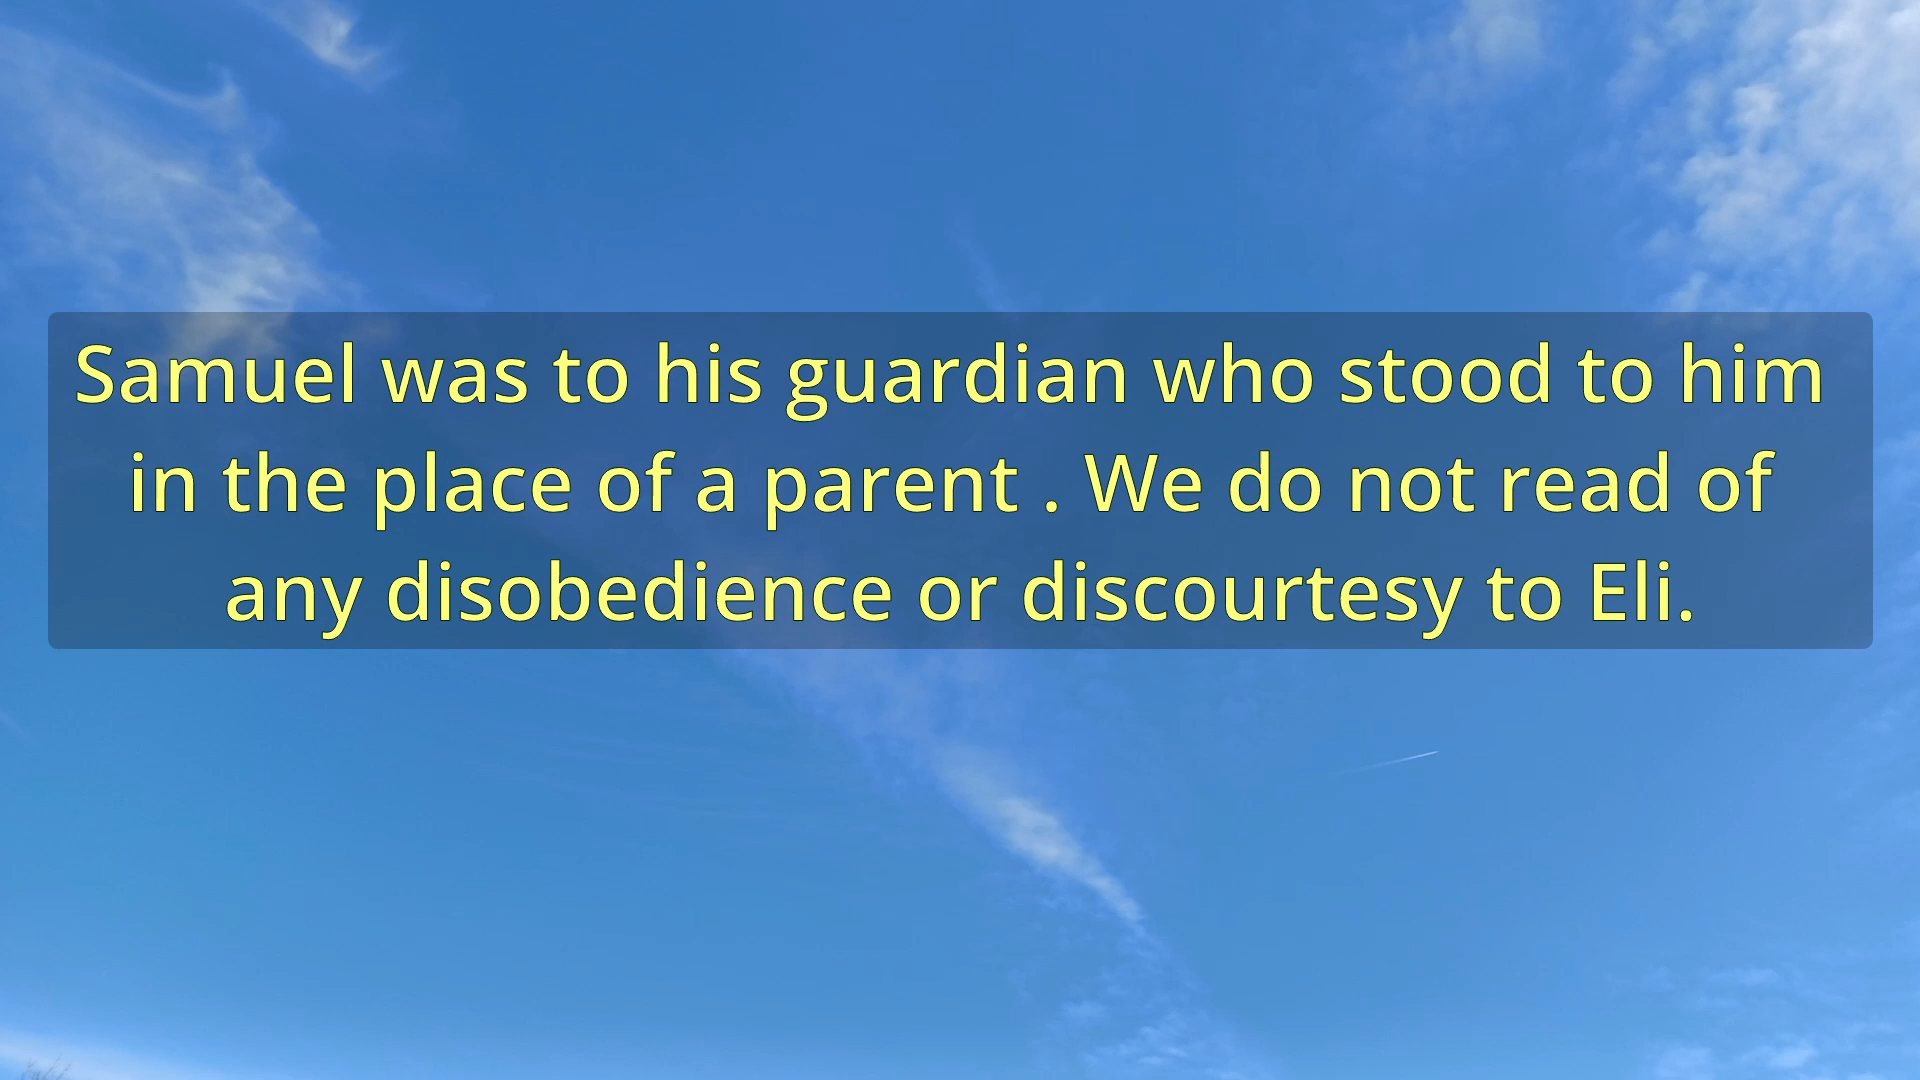 Samuel was to his guardian who stood to him
in the place of a parent . We do not read of
any disobedience or discourtesy to Eli.